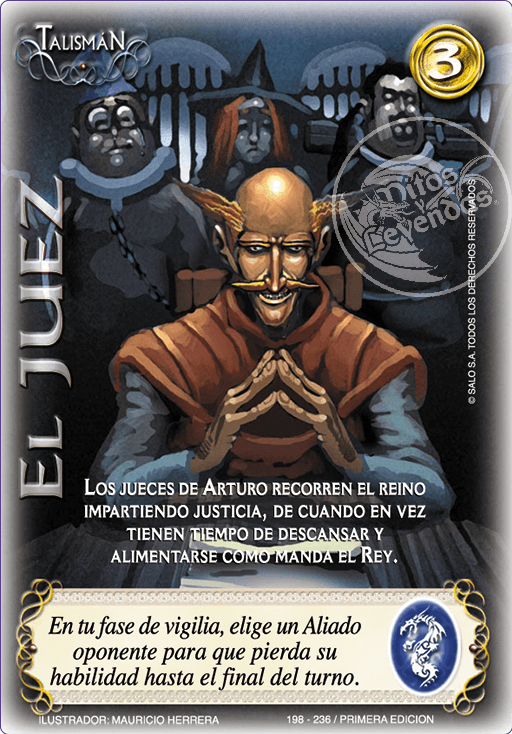 TALISMÁN
3
Mitos
y
Leyendas
EL JUEZ
© SALO S.A. TODOS LOS DERECHOS RESERVADOS
LOS JUECES DE ARTURO RECORREN EL REINO
IMPARTIENDO JUSTICIA, DE CUANDO EN VEZ
TIENEN TIEMPO DE DESCANSAR Y
ALIMENTARSE COMO MANDA EL REY.
En tu fase de vigilia, elige un Aliado
oponente para que pierda su
habilidad hasta el final del turno.
ILUSTRADOR: MAURICIO HERRERA
198 - 236 / PRIMERA EDICION